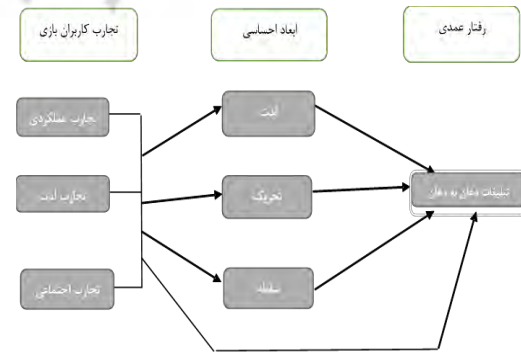 تجارب کاربران بازی
ابعاد احساسی
رفتار عمدی
تجارب عملکردی
لذت
تجارب لذت
تحریک
تبلیغات دهان به دهان
تجارب اجتماعی
سلطه